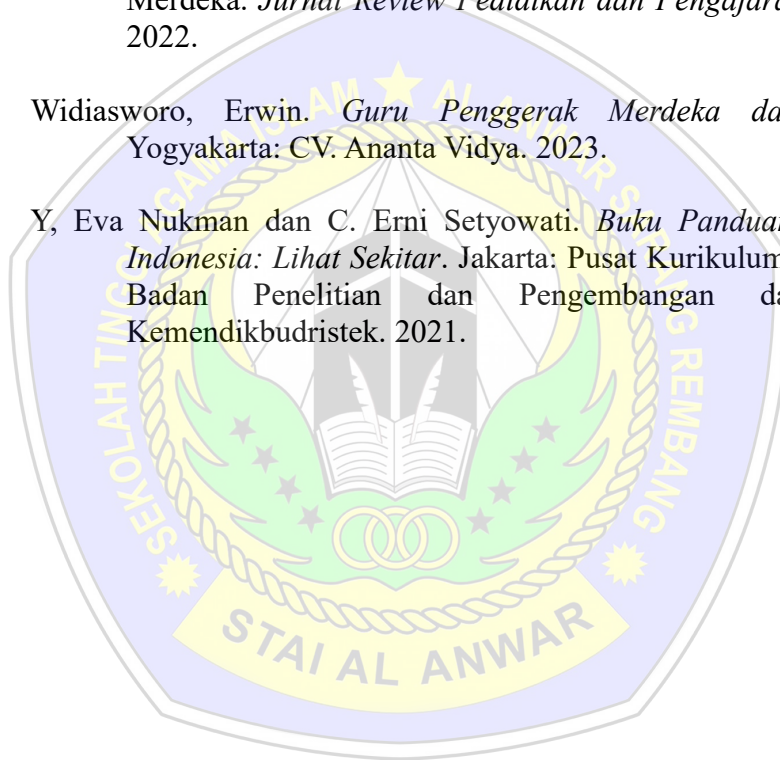 Merdeka. Jurnal Review Pedidikan dan Pengajara
2022.
Widiasworo, Erwin. Guru Penggerak Merdeka da
Yogyakarta: CV. Ananta Vidya. 2023.
Y, Eva Nukman dan C. Erni Setyowati. Buku Panduan
Indonesia: Lihat Sekitar. Jakarta: Pusat Kurikulum
Badan Penelitian dan Pengembangan da
Kemendikbudristek. 2021.
SEKOLAH TINGGI AGAMA ISLAM AL ANWAR SARANG REMBANG
STAI AL ANWAR